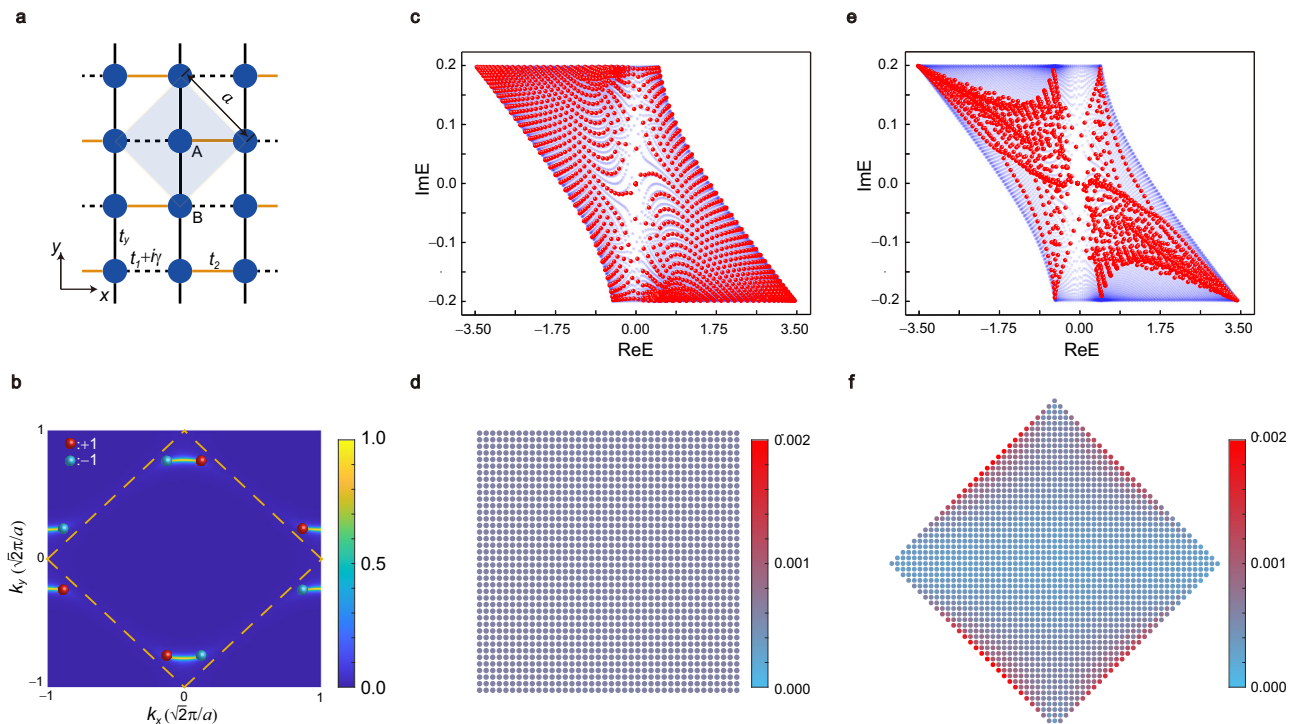 a
a
A
B
t_y
t_1+iγ
t_2
y
x
b
:+1
:−1
1
0
−1
−1
0
1
k_y(√2π/a)
k_x(√2π/a)
1.0
0.5
0.0
c
0.2
0.1
0.0
−0.1
−0.2
ImE
−3.50
−1.75
0.00
1.75
3.50
ReE
d
0.002
0.001
0.000
e
0.2
0.1
0.0
−0.1
−0.2
ImE
−3.50
−1.75
0.00
1.75
3.50
ReE
f
0.002
0.001
0.000